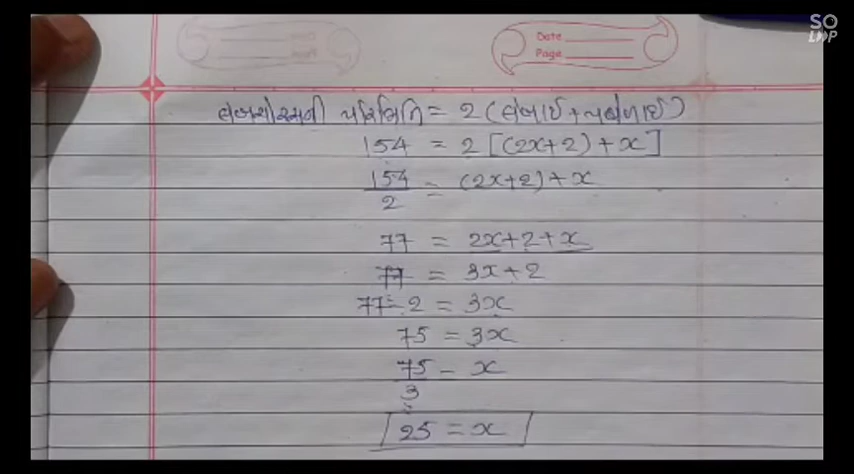 SO
LOOP
Date
Page
લંબચોરસની પરિમિતિ = 2 (લંબાઈ + પહોળાઈ)
154 = 2 [(2x+2) + x]
154/2 = (2x+2) + x
77 = 2x+2+x
77 = 3x+2
77-2 = 3x
75 = 3x
75/3 = x
25 = x